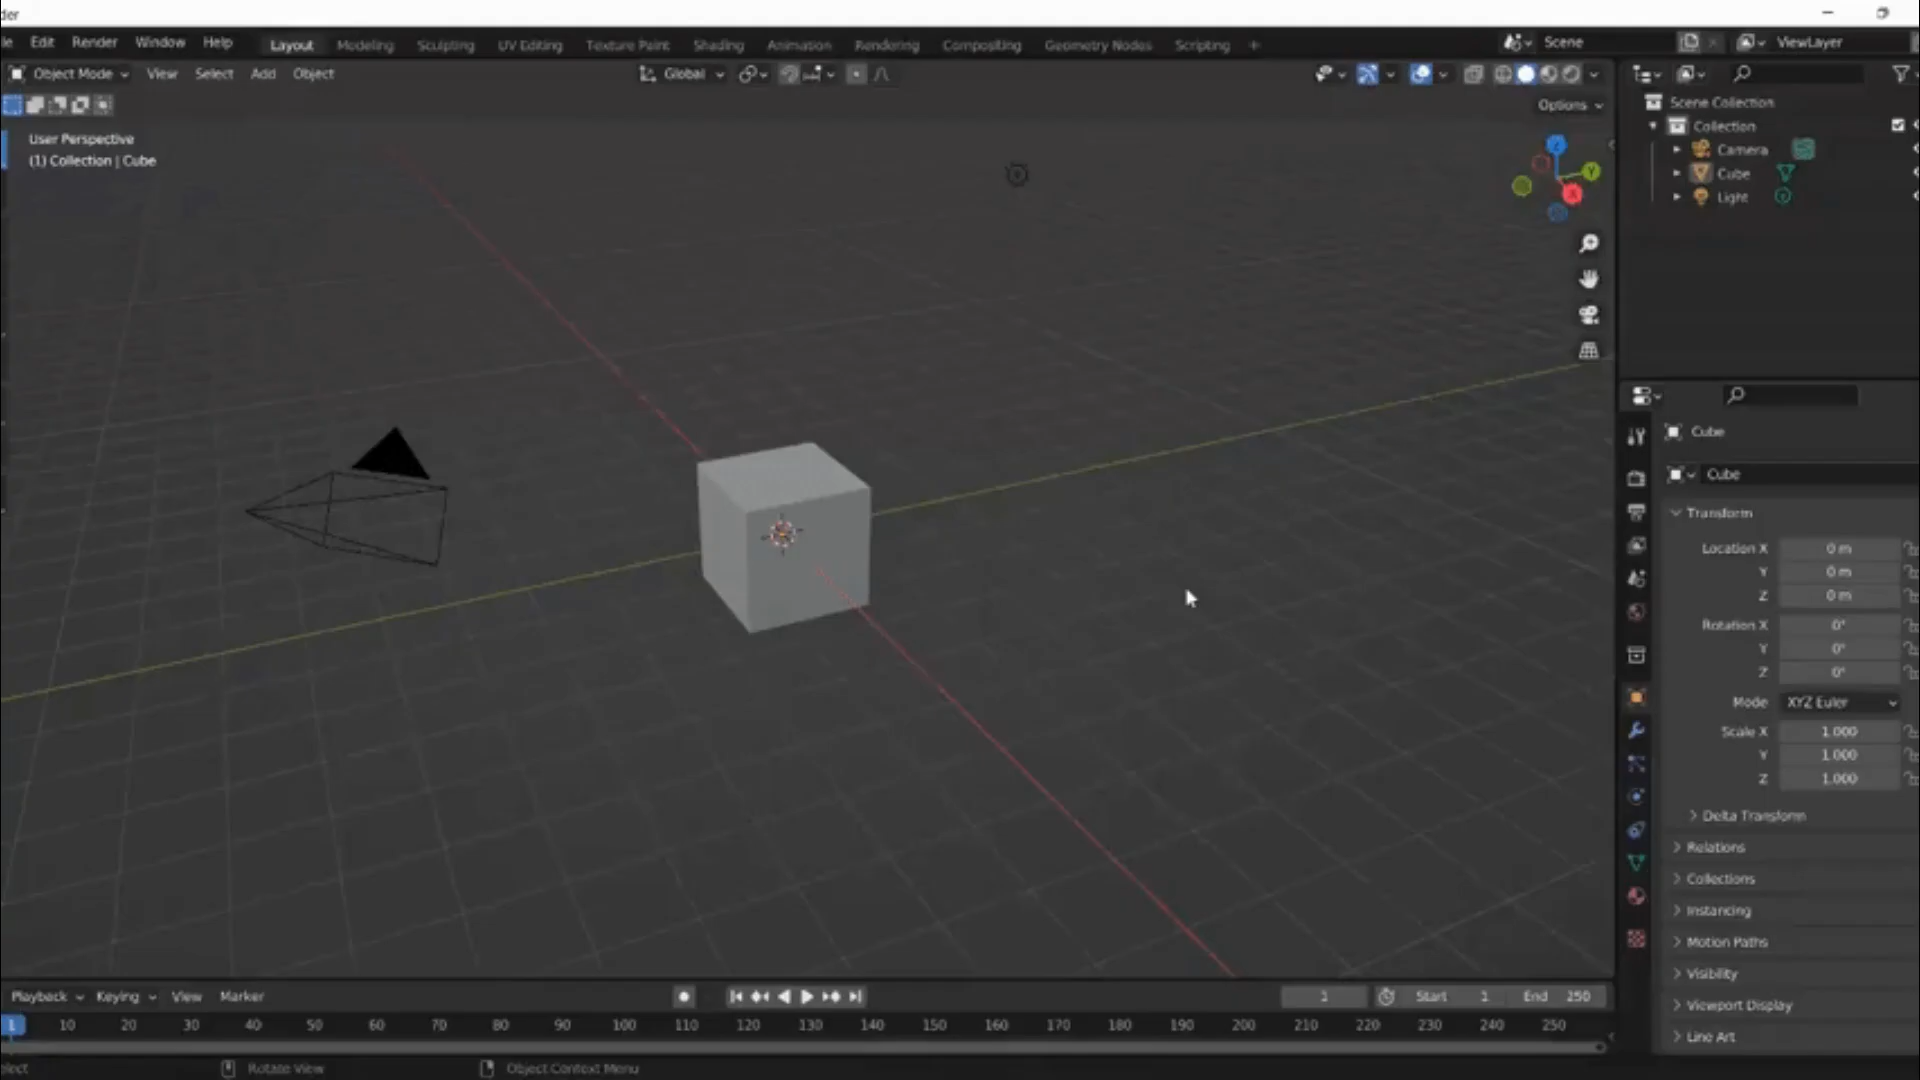 der
le Edit Render Window Help Layout Modeling Sculpting UV Editing Texture Paint Shading Animation Rendering Compositing Geometry Nodes Scripting + Scene ViewLayer
Object Mode View Select Add Object Global
Options
User Perspective
(1) Collection | Cube
Z
Y
X
Scene Collection
Collection
Camera
Cube
Light
Cube
Cube
Transform
Location X 0 m
Y 0 m
Z 0 m
Rotation X 0°
Y 0°
Z 0°
Mode XYZ Euler
Scale X 1.000
Y 1.000
Z 1.000
Delta Transform
Relations
Collections
Instancing
Motion Paths
Visibility
Viewport Display
Line Art
Playback Keying View Marker 1 Start 1 End 250
1 10 20 30 40 50 60 70 80 90 100 110 120 130 140 150 160 170 180 190 200 210 220 230 240 250
elect Rotate View Object Context Menu